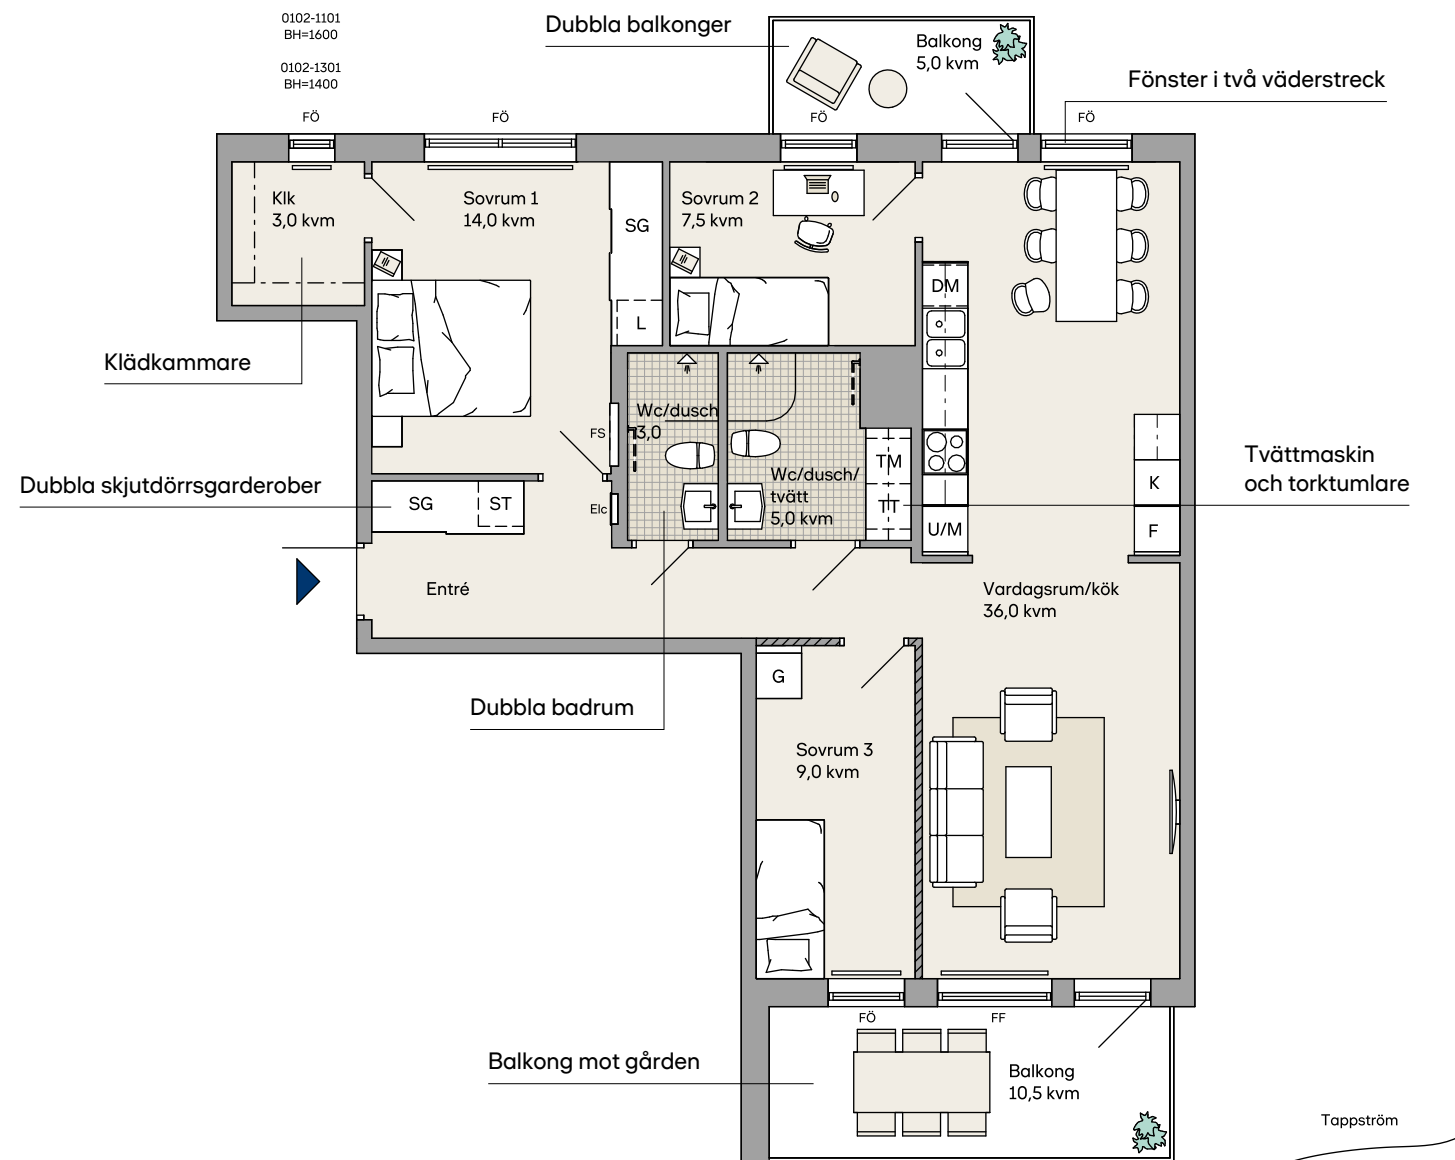 0102-1101
BH=1600
0102-1301
BH=1400
Dubbla balkonger
Balkong
5,0 kvm
Fönster i två väderstreck
FÖ
FÖ
FÖ
FÖ
Klk
3,0 kvm
Sovrum 1
14,0 kvm
SG
Sovrum 2
7,5 kvm
DM
L
Klädkammare
Wc/dusch
3,0
FS
Wc/dusch/
tvätt
5,0 kvm
TM
TT
Tvättmaskin
och torktumlare
K
F
U/M
Dubbla skjutdörrsgarderober
SG
ST
Elc
Entré
Vardagsrum/kök
36,0 kvm
G
Dubbla badrum
Sovrum 3
9,0 kvm
FÖ
FF
Balkong mot gården
Balkong
10,5 kvm
Tappström